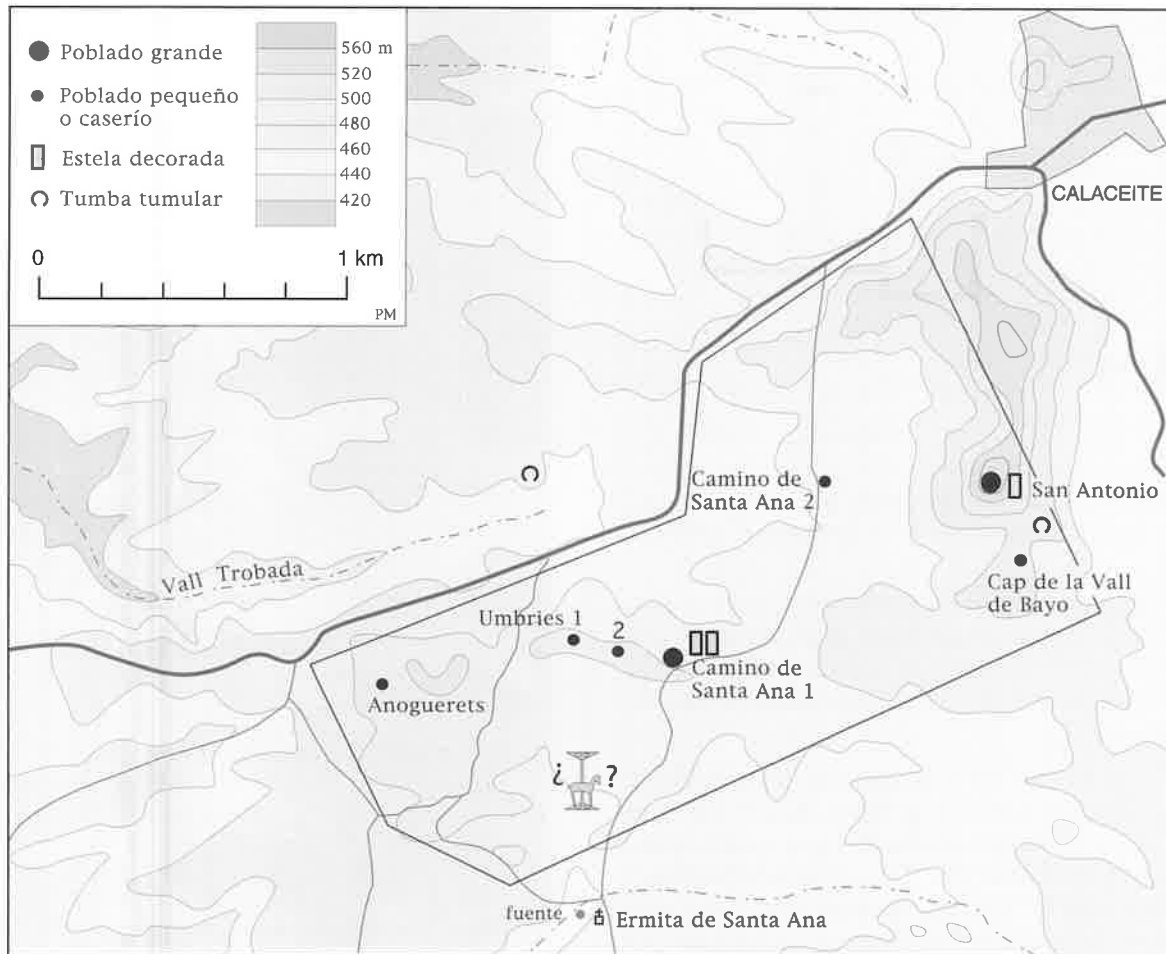 Poblado grande
Poblado pequeño
o caserío
Estela decorada
Tumba tumular
560 m
520
500
480
460
440
420
0 1 km
PM
CALACEITE
Camino de
Santa Ana 2
San Antonio
Cap de la Vall
de Bayo
Vall Trobada
Umbries 1
2
Camino de
Santa Ana 1
Anoguerets
¿ ?
fuente
Ermita de Santa Ana